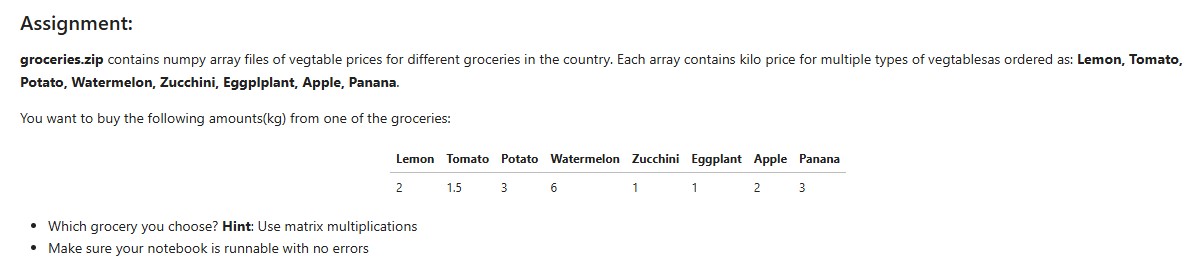 Assignment:
groceries.zip contains numpy array files of vegtable prices for different groceries in the country. Each array contains kilo price for multiple types of vegtablesas ordered as: Lemon, Tomato,
Potato, Watermelon, Zucchini, Eggplplant, Apple, Panana.
You want to buy the following amounts(kg) from one of the groceries:
Lemon Tomato Potato Watermelon Zucchini Eggplant Apple Panana
2 1.5 3 6 1 1 2 3
• Which grocery you choose? Hint: Use matrix multiplications
• Make sure your notebook is runnable with no errors